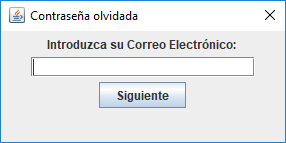 Contraseña olvidada
Introduzca su Correo Electrónico:
Siguiente